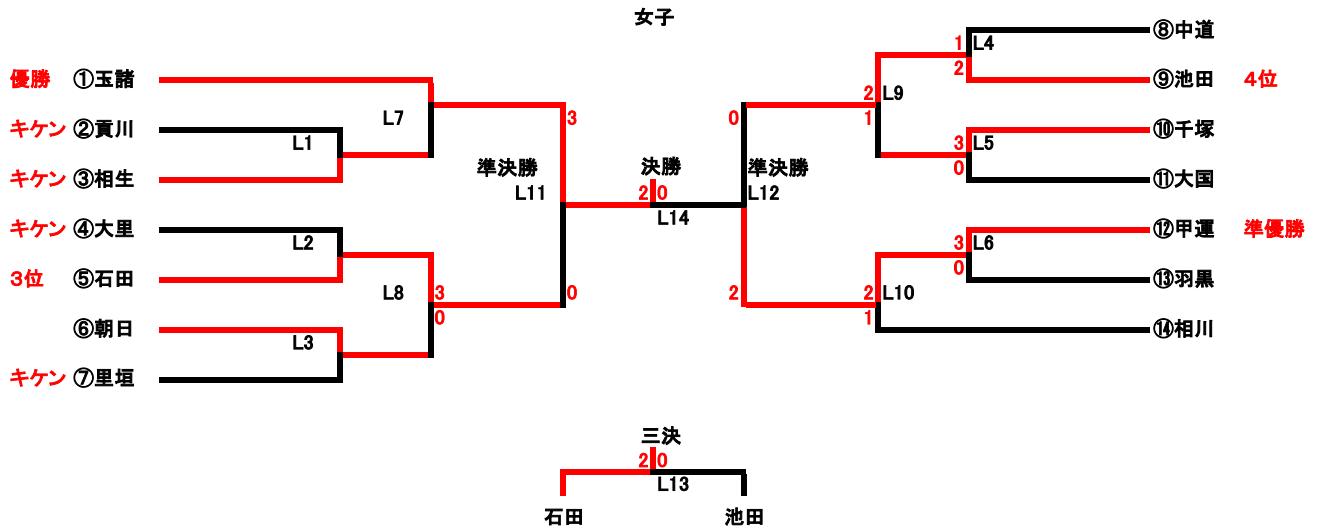 女子
優勝 ①玉諸
キケン ②貢川
L1
キケン ③相生
L7
キケン ④大里
L2
3位 ⑤石田
L8
3
0
⑥朝日
L3
キケン ⑦里垣
準決勝
L11
3
0
決勝
2 0
L14
準決勝
L12
0
2
⑧中道
1 L4
2
⑨池田 4位
2 L9
1
⑩千塚
3 L5
0
⑪大国
⑫甲運 準優勝
3 L6
0
⑬羽黒
2 L10
1
⑭相川
三決
2 0
L13
石田 池田